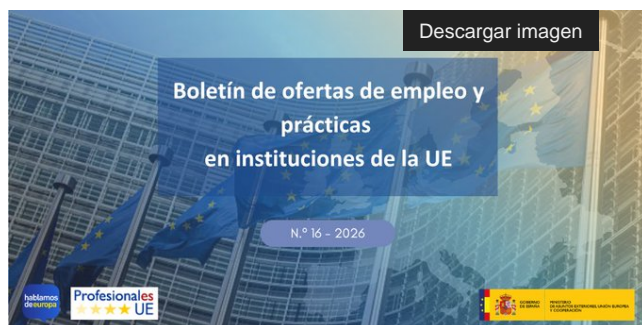 Descargar imagen
Boletín de ofertas de empleo y
prácticas
en instituciones de la UE
N.º 16 - 2026
hablamos
deeuropa
Profesionales
UE
GOBIERNO
DE ESPAÑA
MINISTERIO
DE ASUNTOS EXTERIORES, UNIÓN EUROPEA
Y COOPERACIÓN